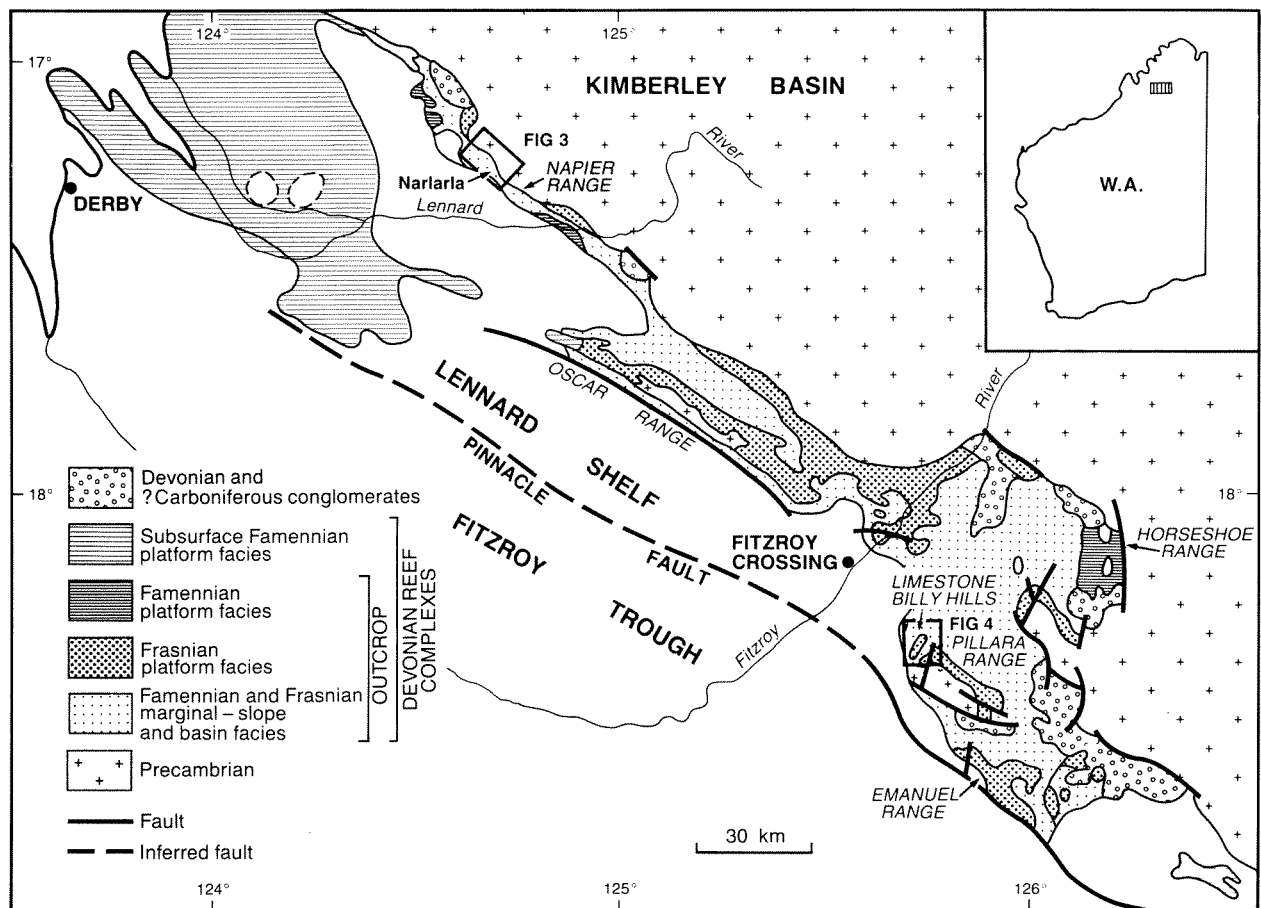 124°
125°
17°
KIMBERLEY BASIN
River
FIG 3
NAPIER
RANGE
Narlarla
Lennard
DERBY
W.A.
LENNARD
SHELF
OSCAR
RANGE
PINNACLE
FAULT
FITZROY
TROUGH
River
18°
18°
HORSESHOE
RANGE
FITZROY
CROSSING
LIMESTONE
BILLY HILLS
FIG 4
PILLARA
RANGE
Fitzroy
EMANUEL
RANGE
Devonian and
?Carboniferous conglomerates
Subsurface Famennian
platform facies
Famennian
platform facies
Frasnian
platform facies
Famennian and Frasnian
marginal – slope
and basin facies
OUTCROP
DEVONIAN REEF
COMPLEXES
Precambrian
Fault
Inferred fault
30 km
124°
125°
126°